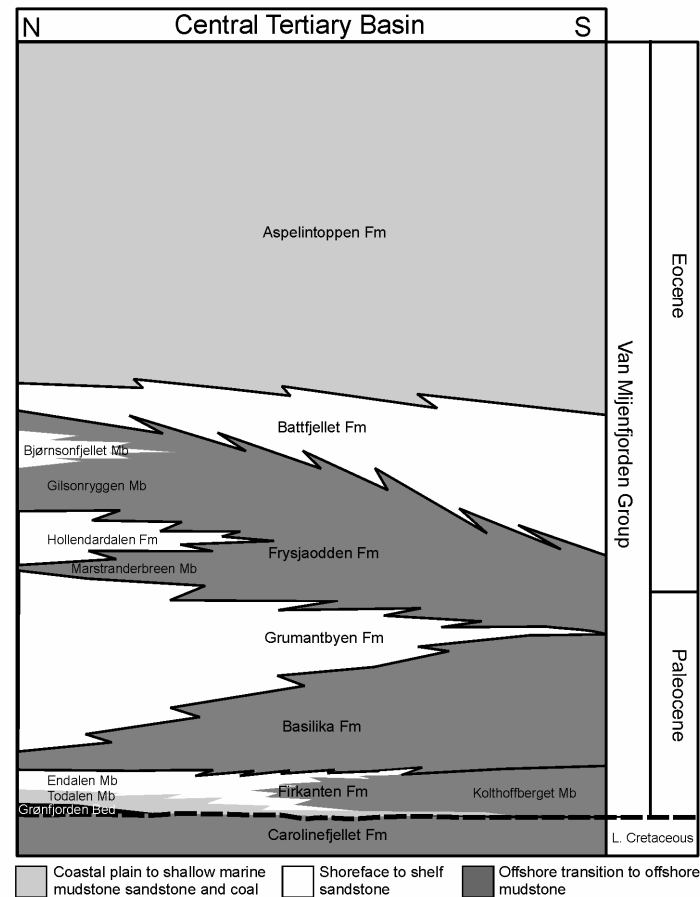 N Central Tertiary Basin S
Aspelintoppen Fm
Eocene
Van Mijenfjorden Group
Battfjellet Fm
Bjørnsonfjellet Mb
Gilsonryggen Mb
Hollendardalen Fm
Frysjaodden Fm
Marstranderbreen Mb
Grumantbyen Fm
Paleocene
Basilika Fm
Endalen Mb
Todalen Mb
Firkanten Fm
Kolthoffberget Mb
Grønfjorden Bed
Carolinefjellet Fm
L. Cretaceous
Coastal plain to shallow marine
mudstone sandstone and coal
Shoreface to shelf
sandstone
Offshore transition to offshore
mudstone